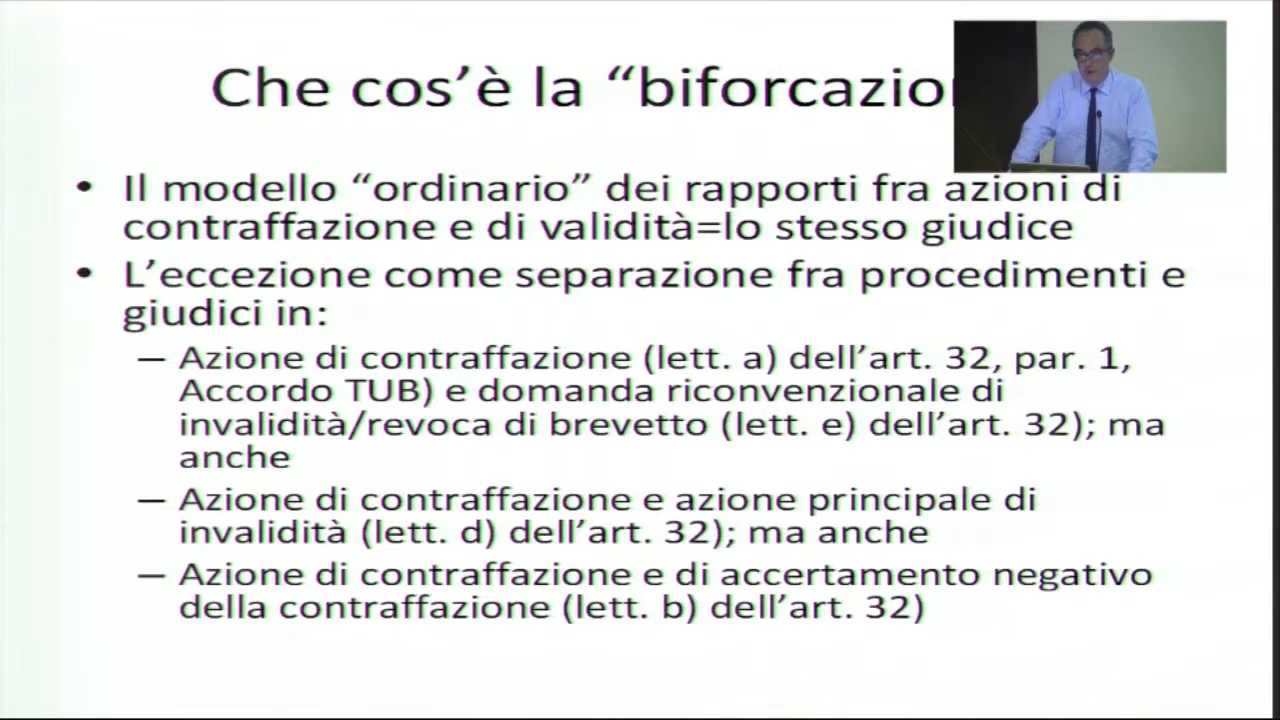 Che cos’è la “biforcazio
• Il modello “ordinario” dei rapporti fra azioni di
contraffazione e di validità=lo stesso giudice
• L’eccezione come separazione fra procedimenti e
giudici in:
– Azione di contraffazione (lett. a) dell’art. 32, par. 1,
Accordo TUB) e domanda riconvenzionale di
invalidità/revoca di brevetto (lett. e) dell’art. 32); ma
anche
– Azione di contraffazione e azione principale di
invalidità (lett. d) dell’art. 32); ma anche
– Azione di contraffazione e di accertamento negativo
della contraffazione (lett. b) dell’art. 32)